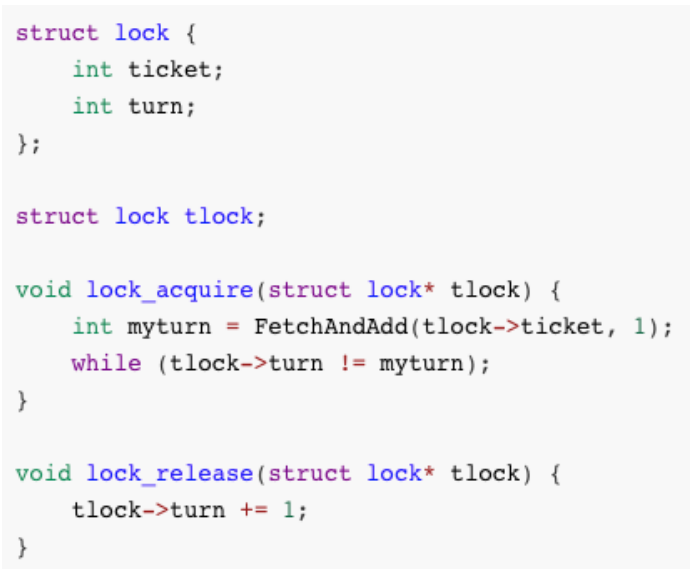 struct lock {
    int ticket;
    int turn;
};

struct lock tlock;

void lock_acquire(struct lock* tlock) {
    int myturn = FetchAndAdd(tlock->ticket, 1);
    while (tlock->turn != myturn);
}

void lock_release(struct lock* tlock) {
    tlock->turn += 1;
}